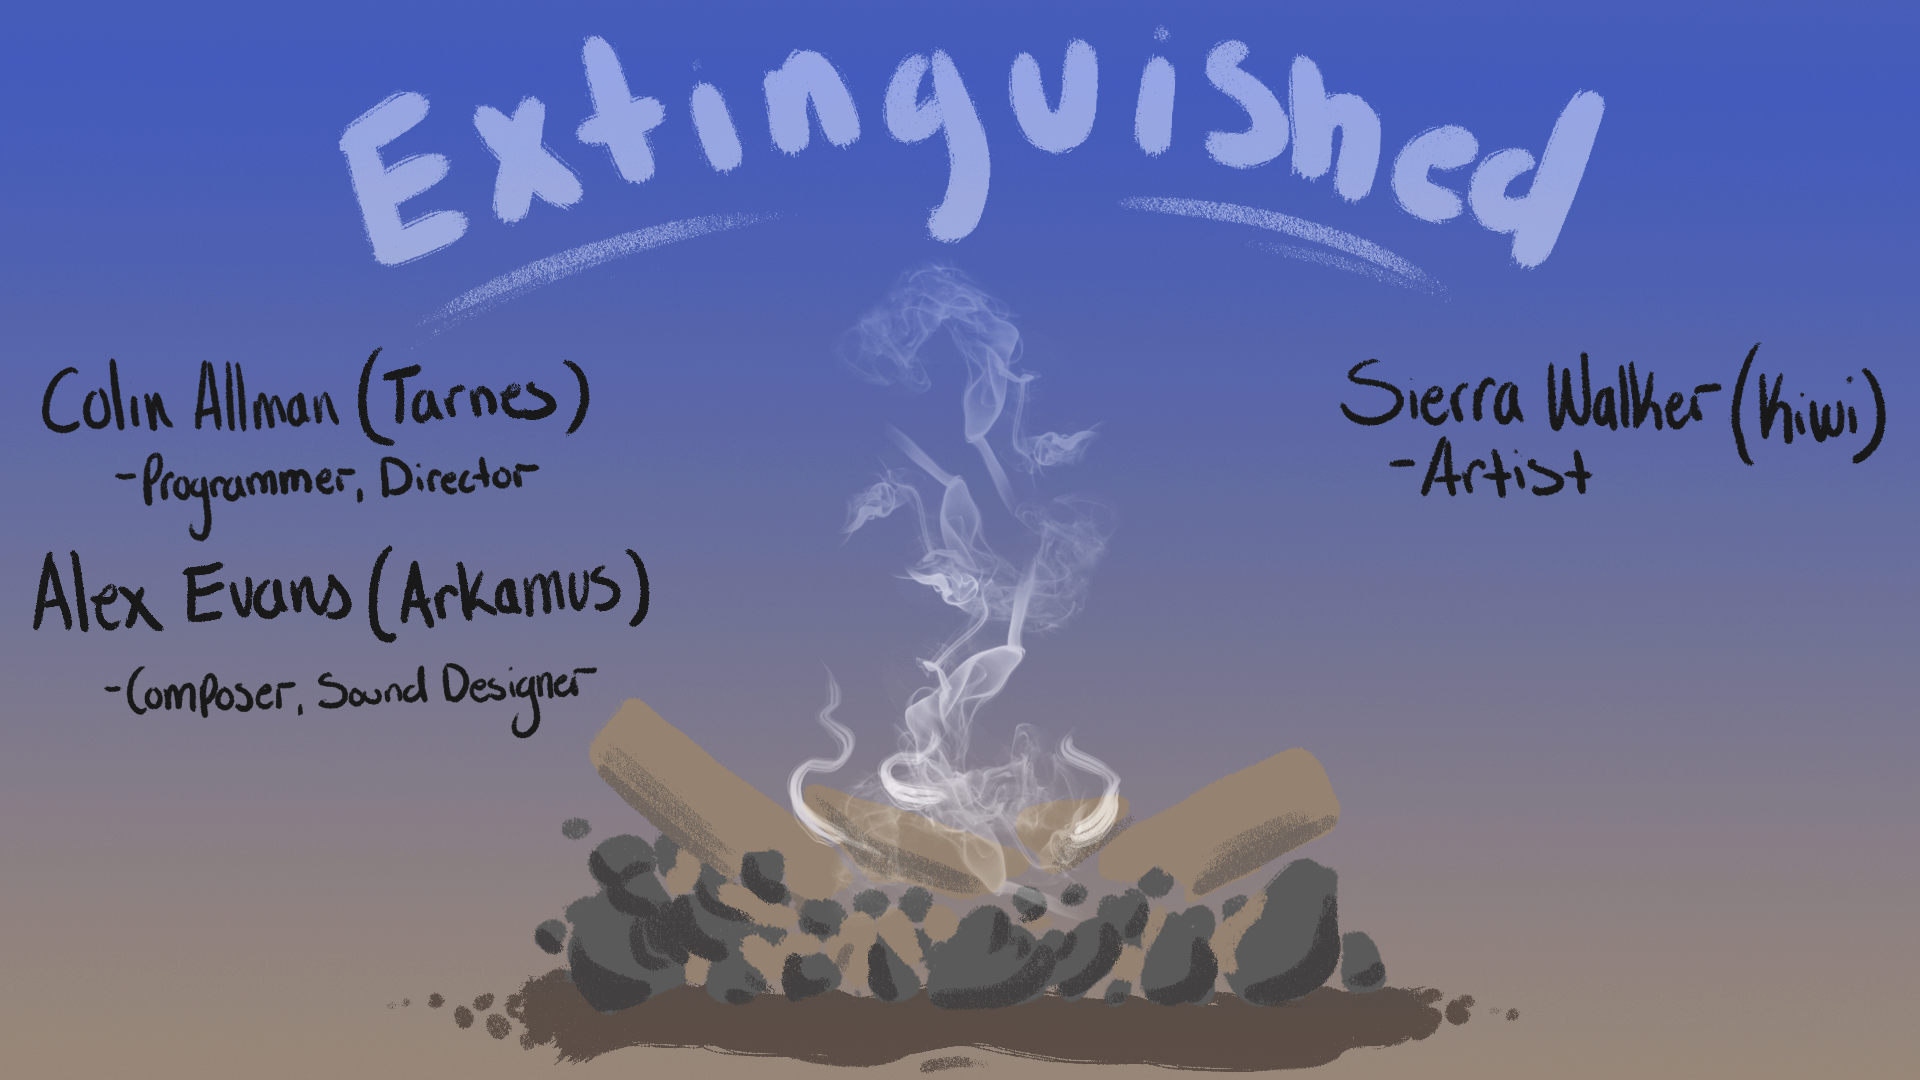 Extinguished
Colin Allman (Tarnes)
-Programmer, Director
Alex Evans (Arkamus)
-Composer, Sound Designer
Sierra Walker (Kiwi)
-Artist